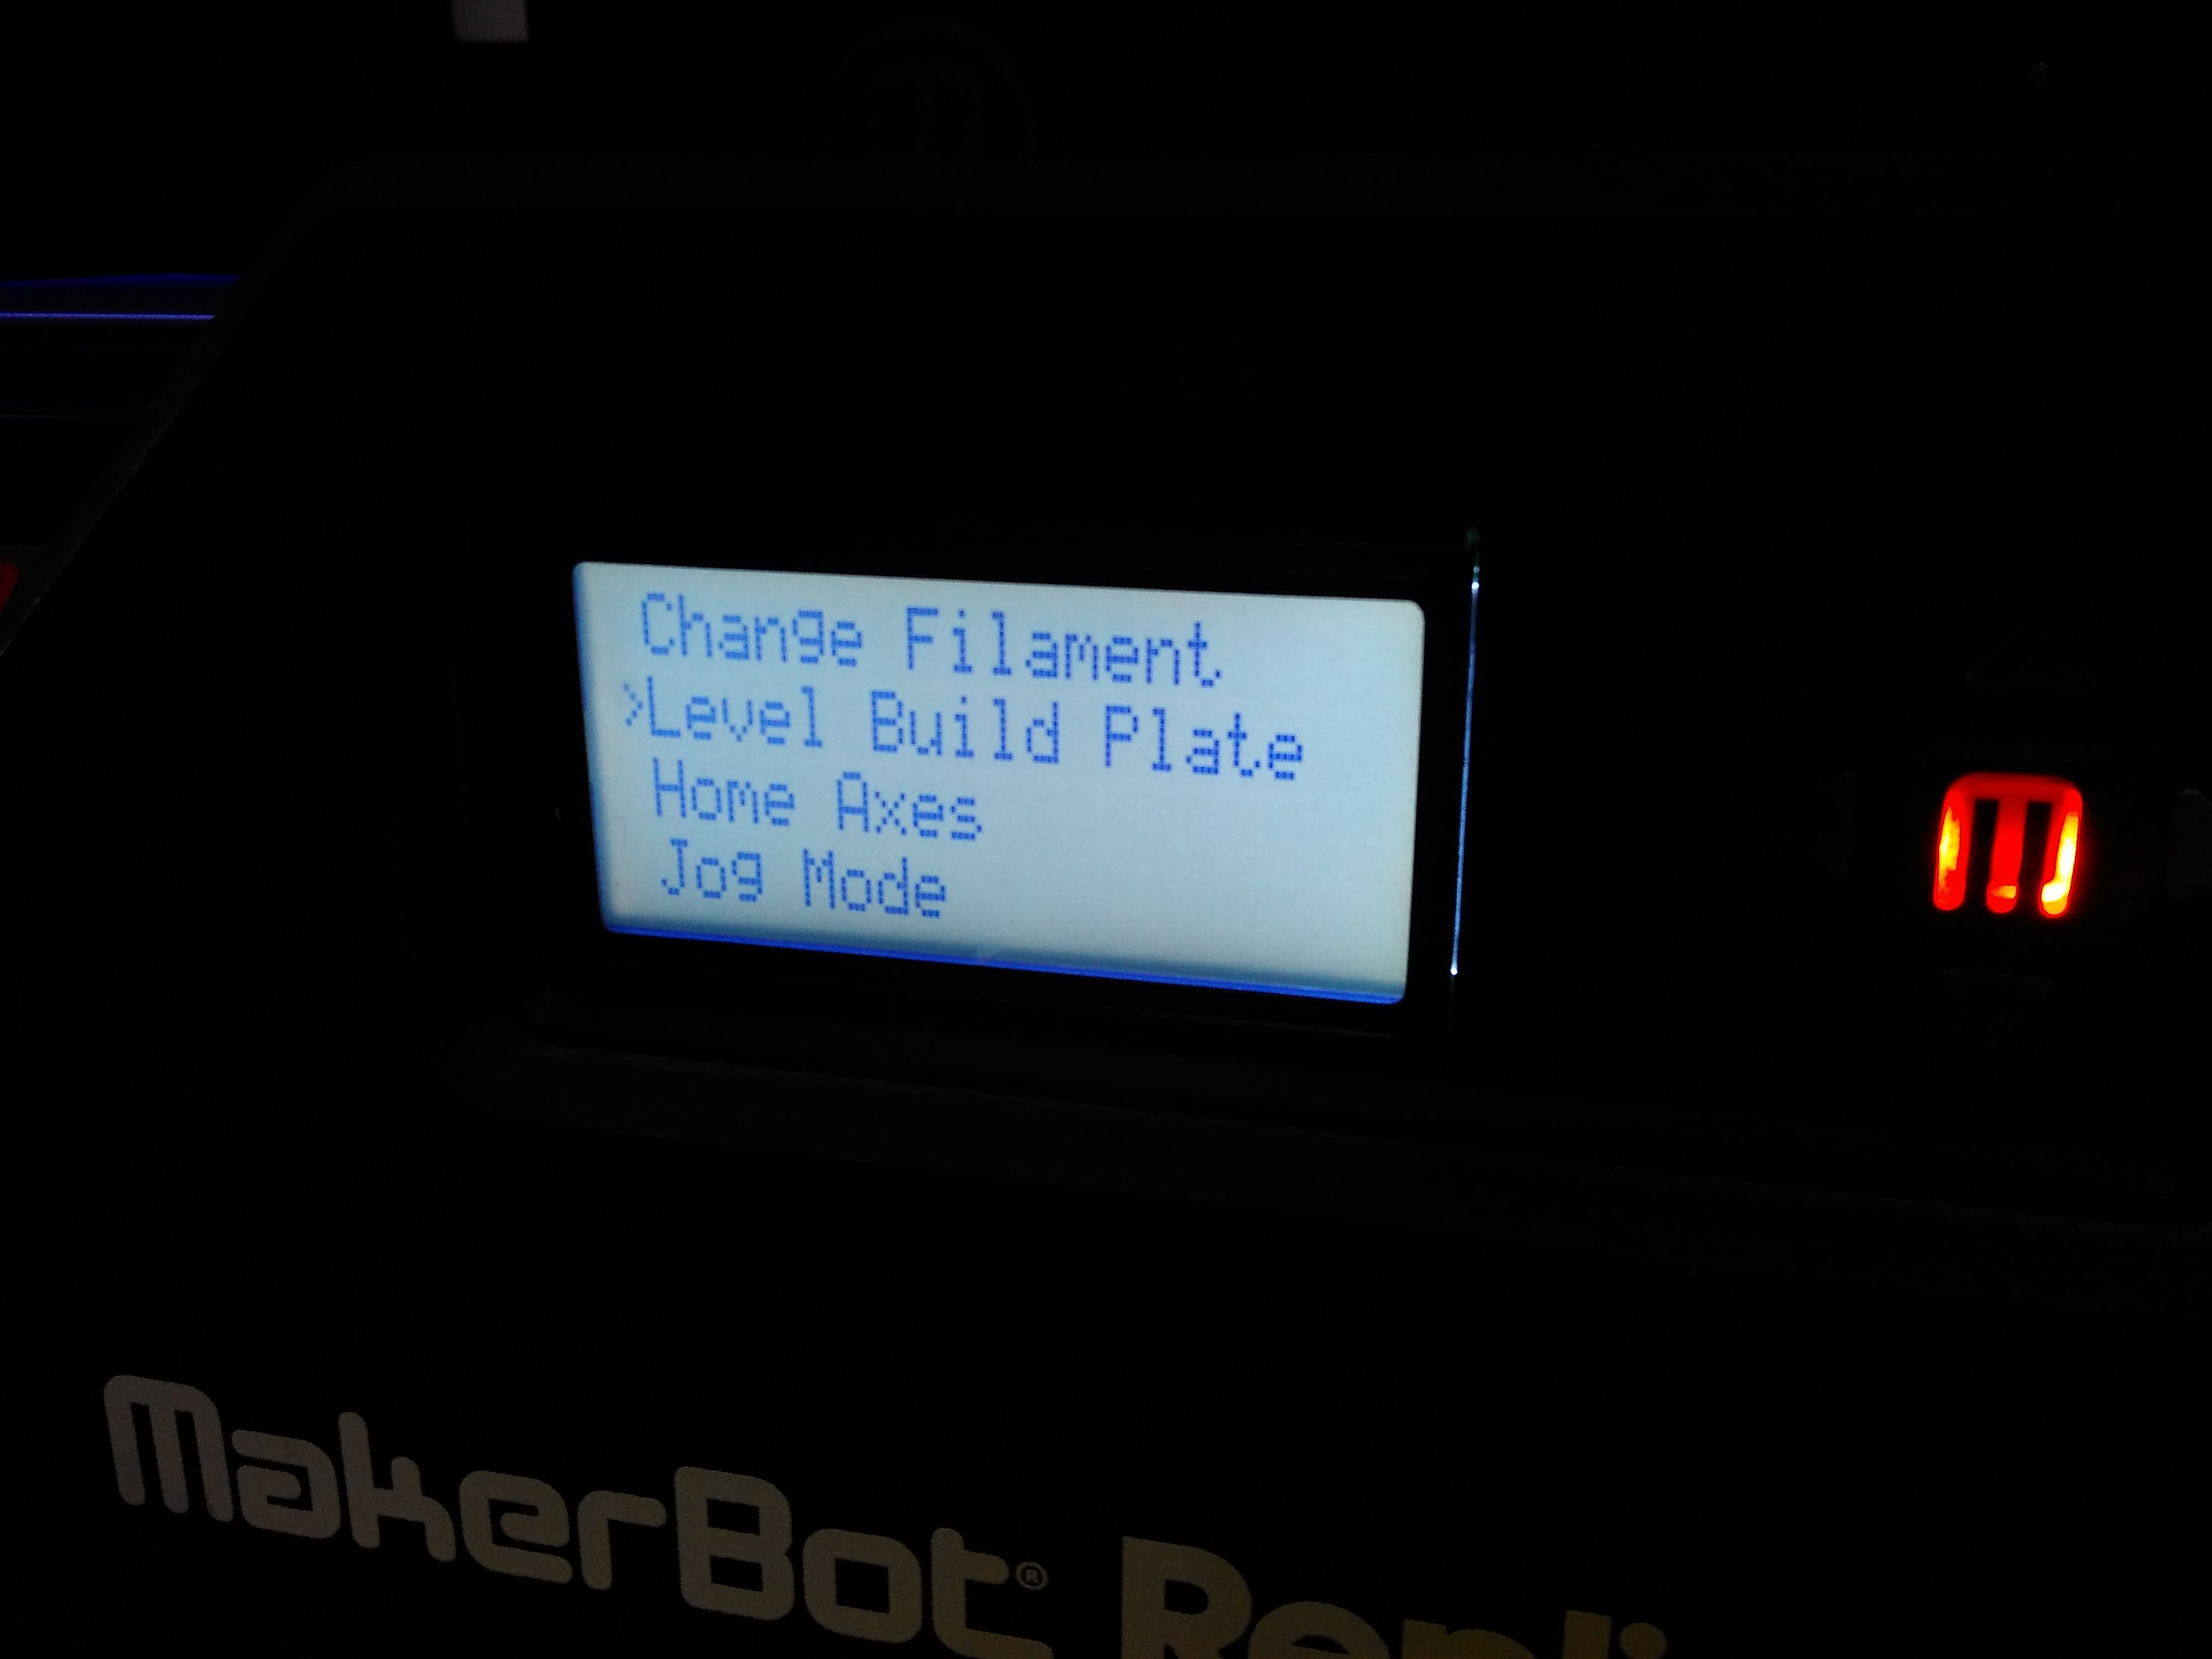 Change Filament
>Level Build Plate
Home Axes
Jog Mode
MakerBot®